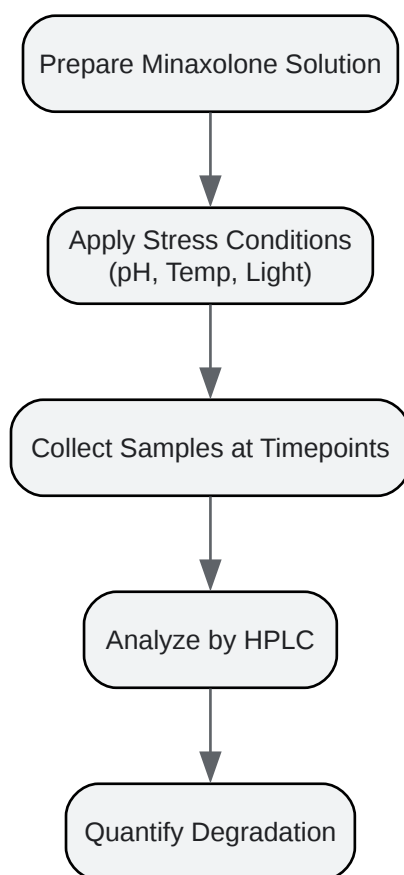 Prepare Minaxolone Solution
Apply Stress Conditions
(pH, Temp, Light)
Collect Samples at Timepoints
Analyze by HPLC
Quantify Degradation